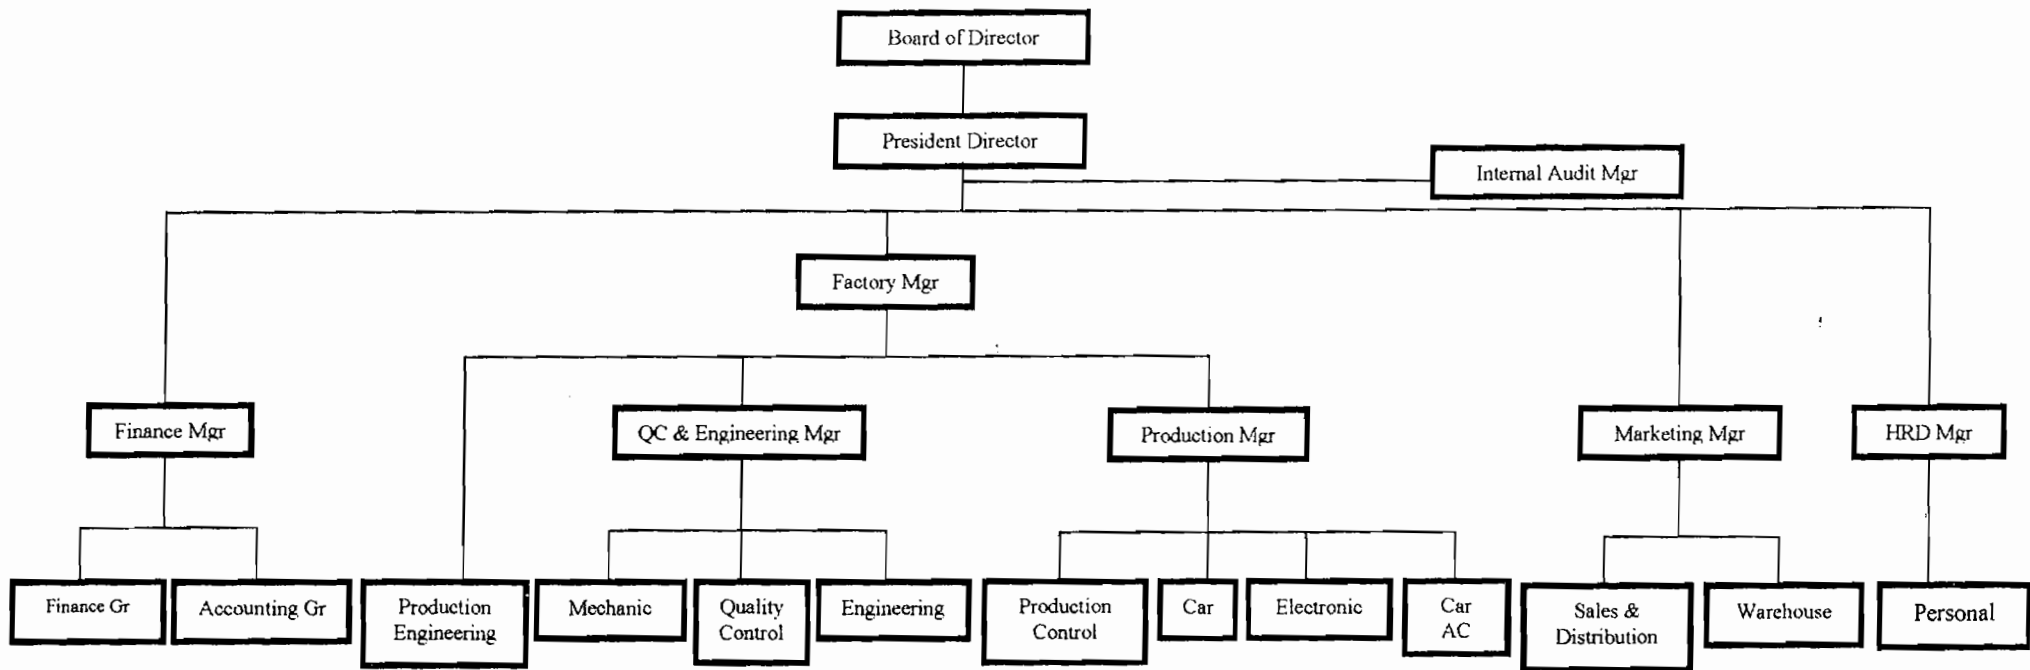 Board of Director
President Director
Internal Audit Mgr
Factory Mgr
Finance Mgr
QC & Engineering Mgr
Production Mgr
Marketing Mgr
HRD Mgr
Finance Gr
Accounting Gr
Production
Engineering
Mechanic
Quality
Control
Engineering
Production
Control
Car
Electronic
Car
AC
Sales &
Distribution
Warehouse
Personal